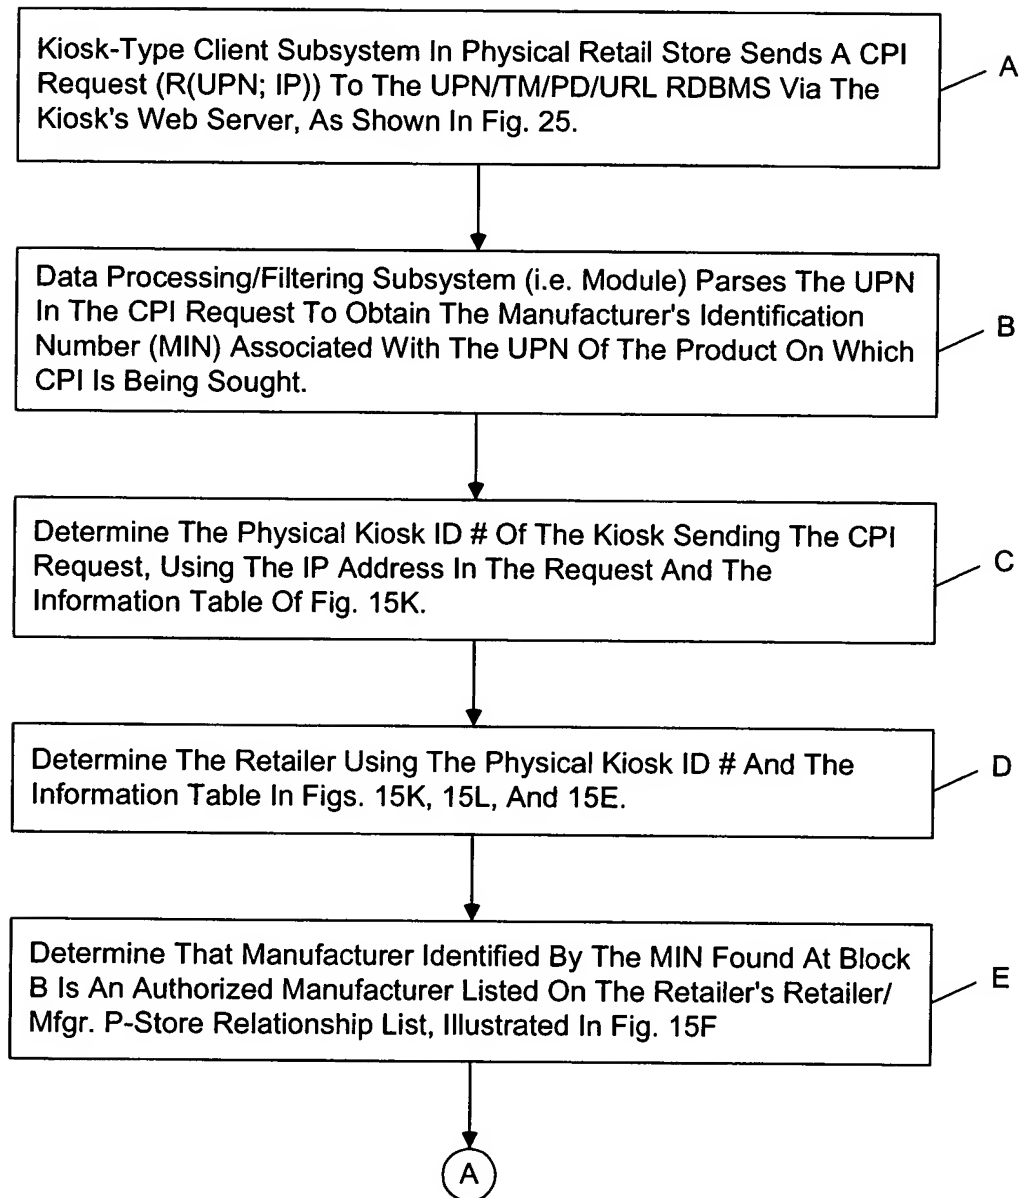 Kiosk-Type Client Subsystem In Physical Retail Store Sends A CPI
Request (R(UPN; IP)) To The UPN/TM/PD/URL RDBMS Via The
Kiosk's Web Server, As Shown In Fig. 25.
A
Data Processing/Filtering Subsystem (i.e. Module) Parses The UPN
In The CPI Request To Obtain The Manufacturer's Identification
Number (MIN) Associated With The UPN Of The Product On Which
CPI Is Being Sought.
B
Determine The Physical Kiosk ID # Of The Kiosk Sending The CPI
Request, Using The IP Address In The Request And The
Information Table Of Fig. 15K.
C
Determine The Retailer Using The Physical Kiosk ID # And The
Information Table In Figs. 15K, 15L, And 15E.
D
Determine That Manufacturer Identified By The MIN Found At Block
B Is An Authorized Manufacturer Listed On The Retailer's Retailer/
Mfgr. P-Store Relationship List, Illustrated In Fig. 15F
E
A